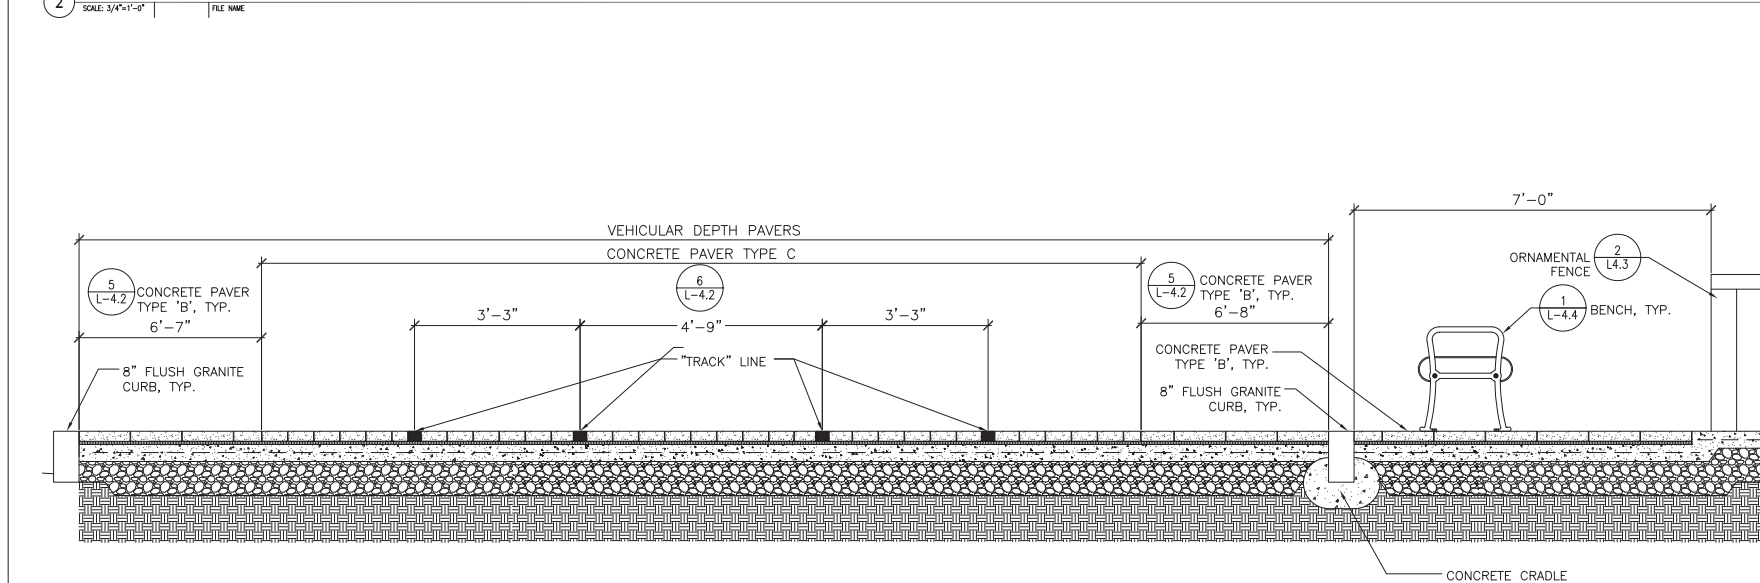 2
SCALE: 3/4"=1'-0"
FILE NAME
7'-0"
VEHICULAR DEPTH PAVERS
CONCRETE PAVER TYPE C
5
L-4.2
CONCRETE PAVER
TYPE 'B', TYP.
6'-7"
6
L-4.2
5
L-4.2
CONCRETE PAVER
TYPE 'B', TYP.
6'-8"
ORNAMENTAL
FENCE
2
L4.3
1
L-4.4
BENCH, TYP.
3'-3"
4'-9"
3'-3"
"TRACK" LINE
8" FLUSH GRANITE
CURB, TYP.
CONCRETE PAVER
TYPE 'B', TYP.
8" FLUSH GRANITE
CURB, TYP.
CONCRETE CRADLE